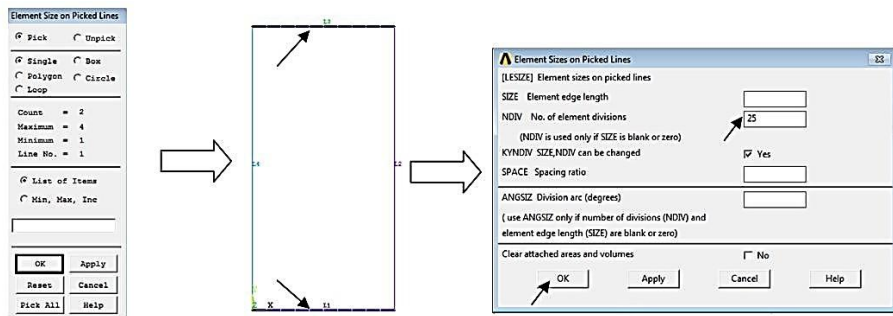 Element Size on Picked Lines
Pick Unpick
Single Box
Polygon Circle
Loop
Count = 2
Maximum = 4
Minimum = 1
Line No. = 1
List of Items
Min, Max, Inc
OK Apply
Reset Cancel
Pick All Help
L3
L4
L2
Z X
L1
Element Sizes on Picked Lines
[LESIZE] Element sizes on picked lines
SIZE Element edge length
NDIV No. of element divisions 25
(NDIV is used only if SIZE is blank or zero)
KYNDIV SIZE,NDIV can be changed Yes
SPACE Spacing ratio
ANGSIZ Division arc (degrees)
( use ANGSIZ only if number of divisions (NDIV) and
element edge length (SIZE) are blank or zero)
Clear attached areas and volumes No
OK Apply Cancel Help